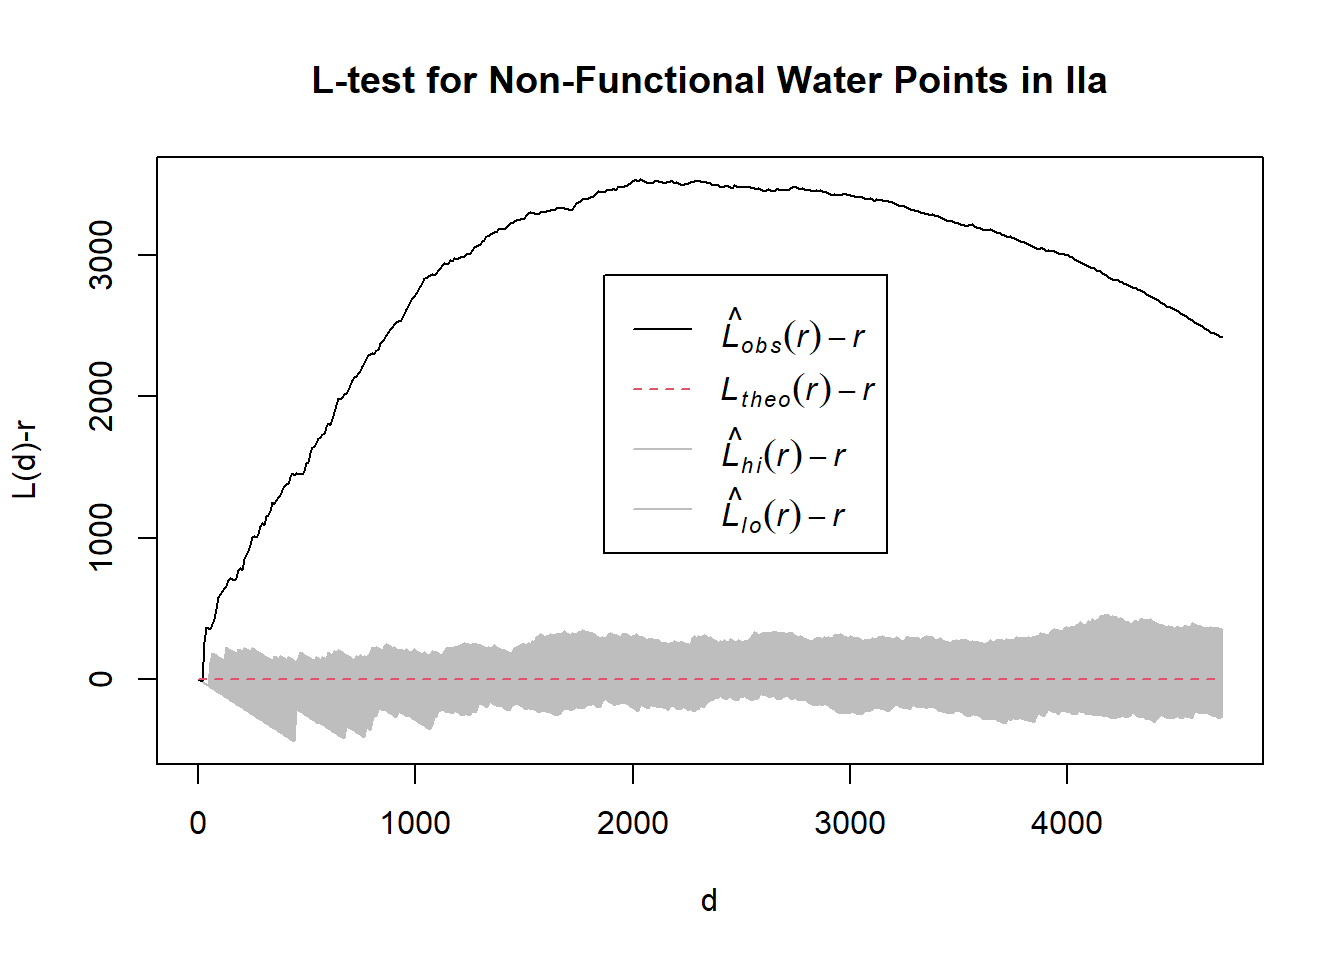 L-test for Non-Functional Water Points in Ila
L(d)-r
3000
2000
1000
0
L̂obs(r) – r
Ltheo(r) – r
L̂hi(r) – r
L̂lo(r) – r
0 1000 2000 3000 4000
d